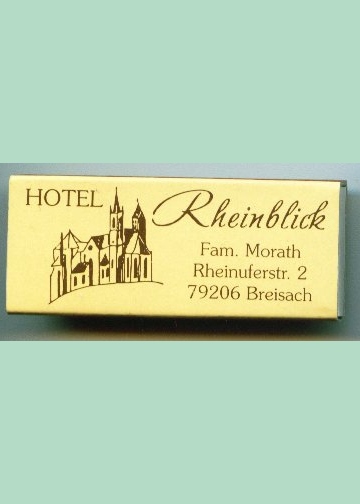 HOTEL Rheinblick
Fam. Morath
Rheinuferstr. 2
79206 Breisach